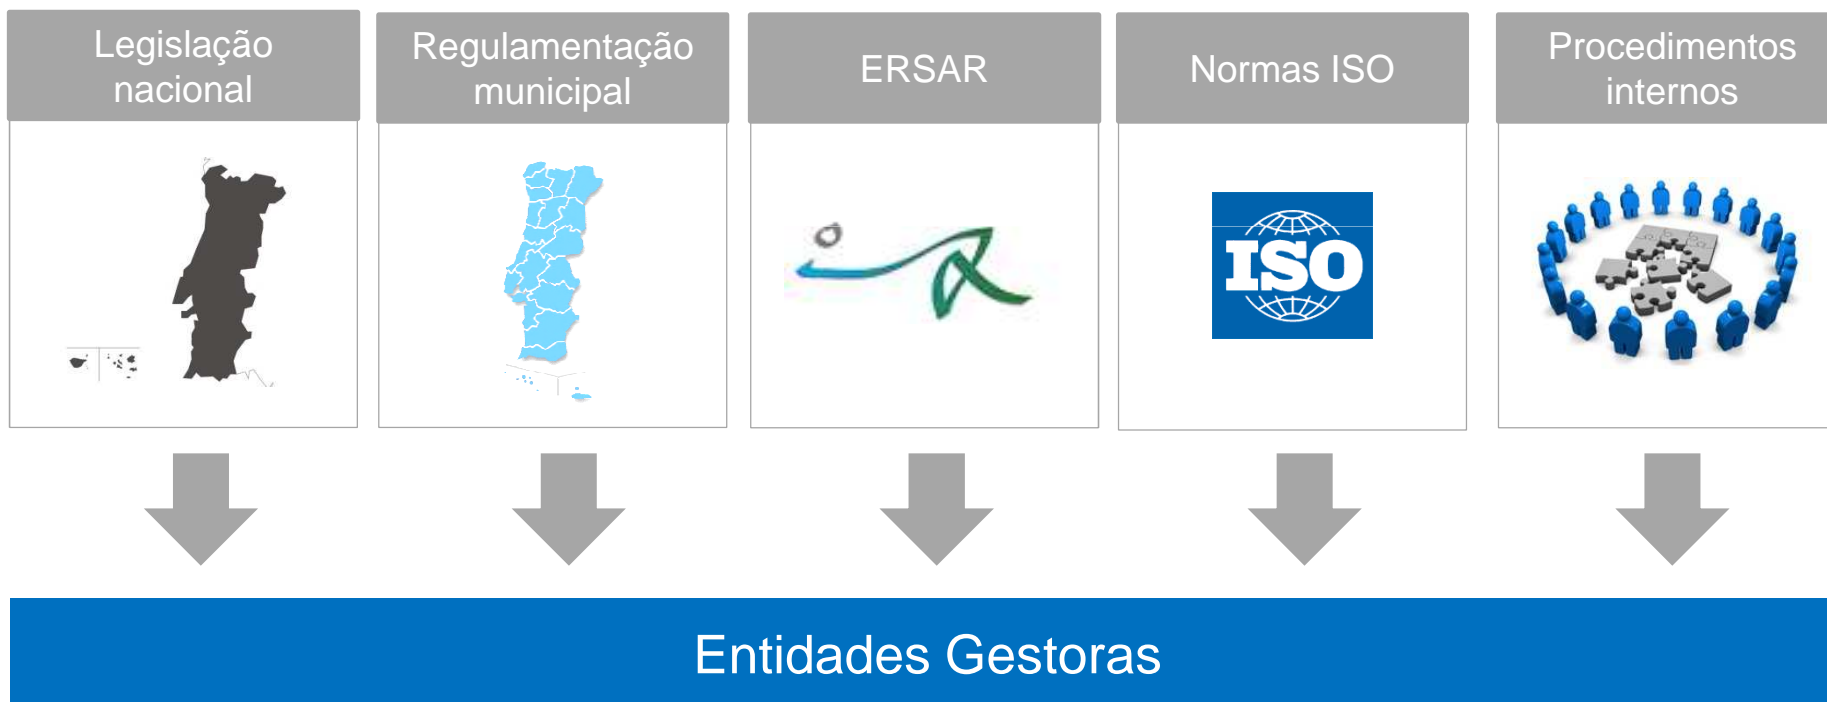 Legislação
nacional
Regulamentação
municipal
ERSAR
Normas ISO
Procedimentos
internos
ISO
Entidades Gestoras